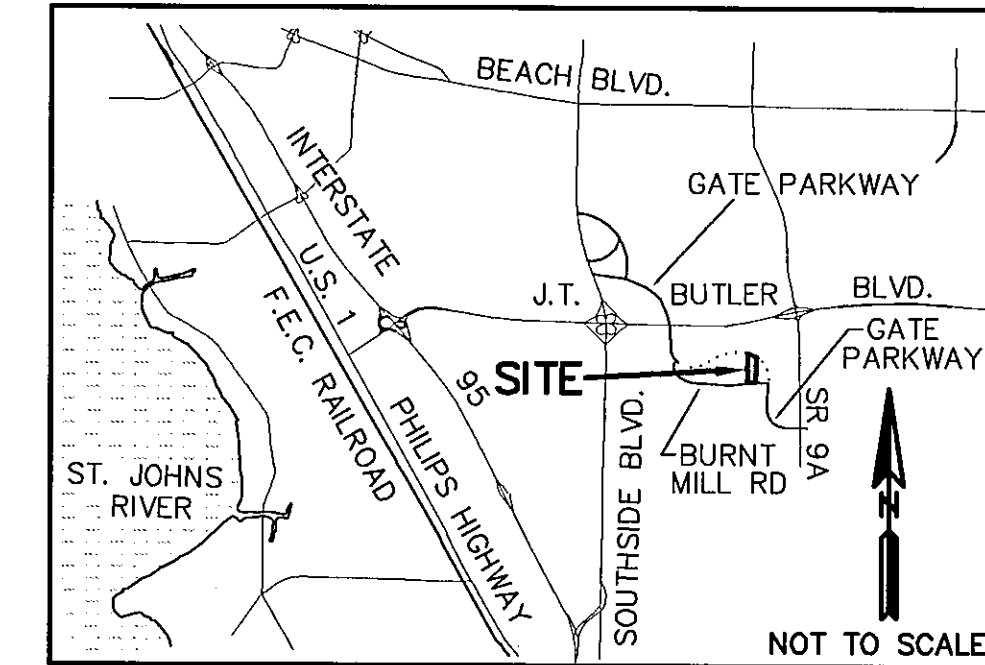 BEACH BLVD.
INTERSTATE
95
GATE PARKWAY
U.S. 1
F.E.C. RAILROAD
PHILIPS HIGHWAY
J.T. BUTLER BLVD.
GATE
PARKWAY
SITE
SR 9A
BURNT
MILL RD
SOUTHSIDE BLVD.
ST. JOHNS
RIVER
N
NOT TO SCALE